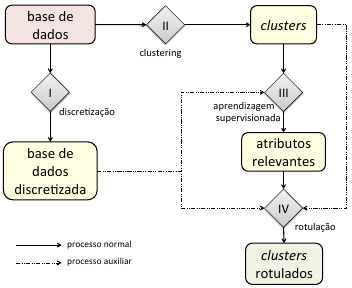 base de
dados
II
clustering
clusters
I
discretização
III
aprendizagem
supervisionada
base de
dados
discretizada
atributos
relevantes
IV
rotulação
clusters
rotulados
processo normal
processo auxiliar